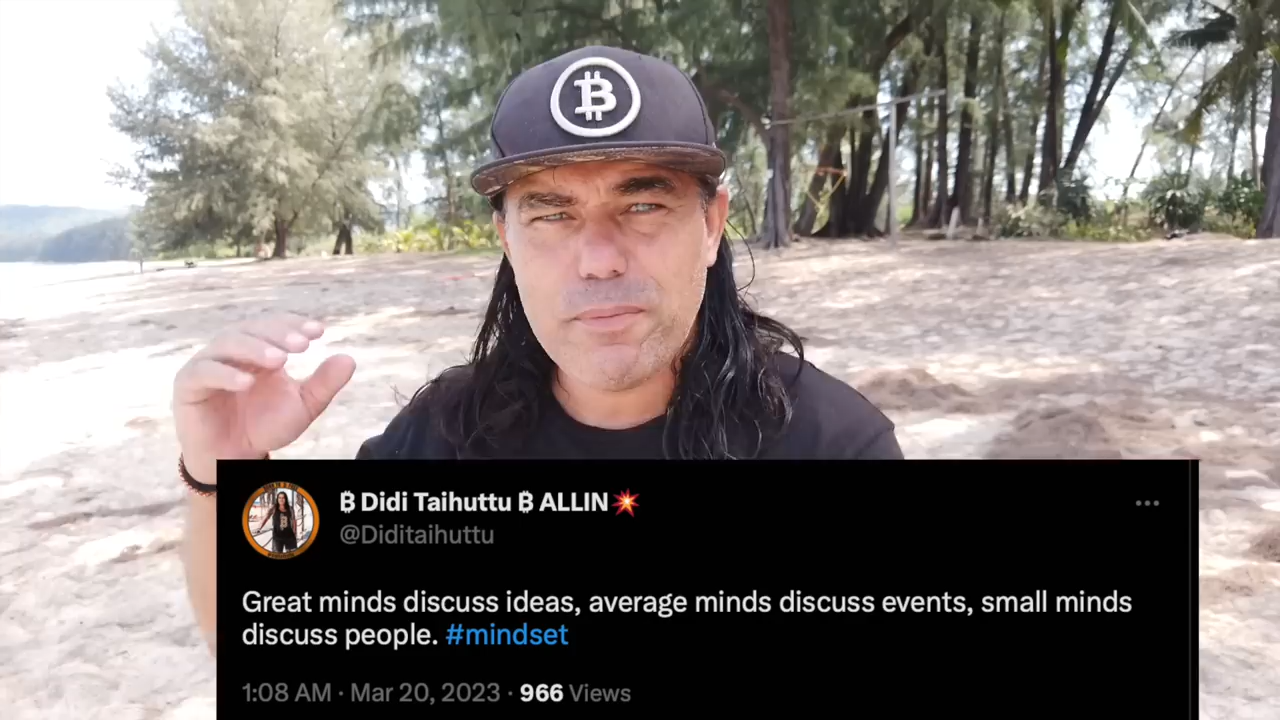 ₿ Didi Taihuttu ₿ ALLIN💥
@Diditaihuttu
Great minds discuss ideas, average minds discuss events, small minds
discuss people. #mindset
1:08 AM · Mar 20, 2023 · 966 Views